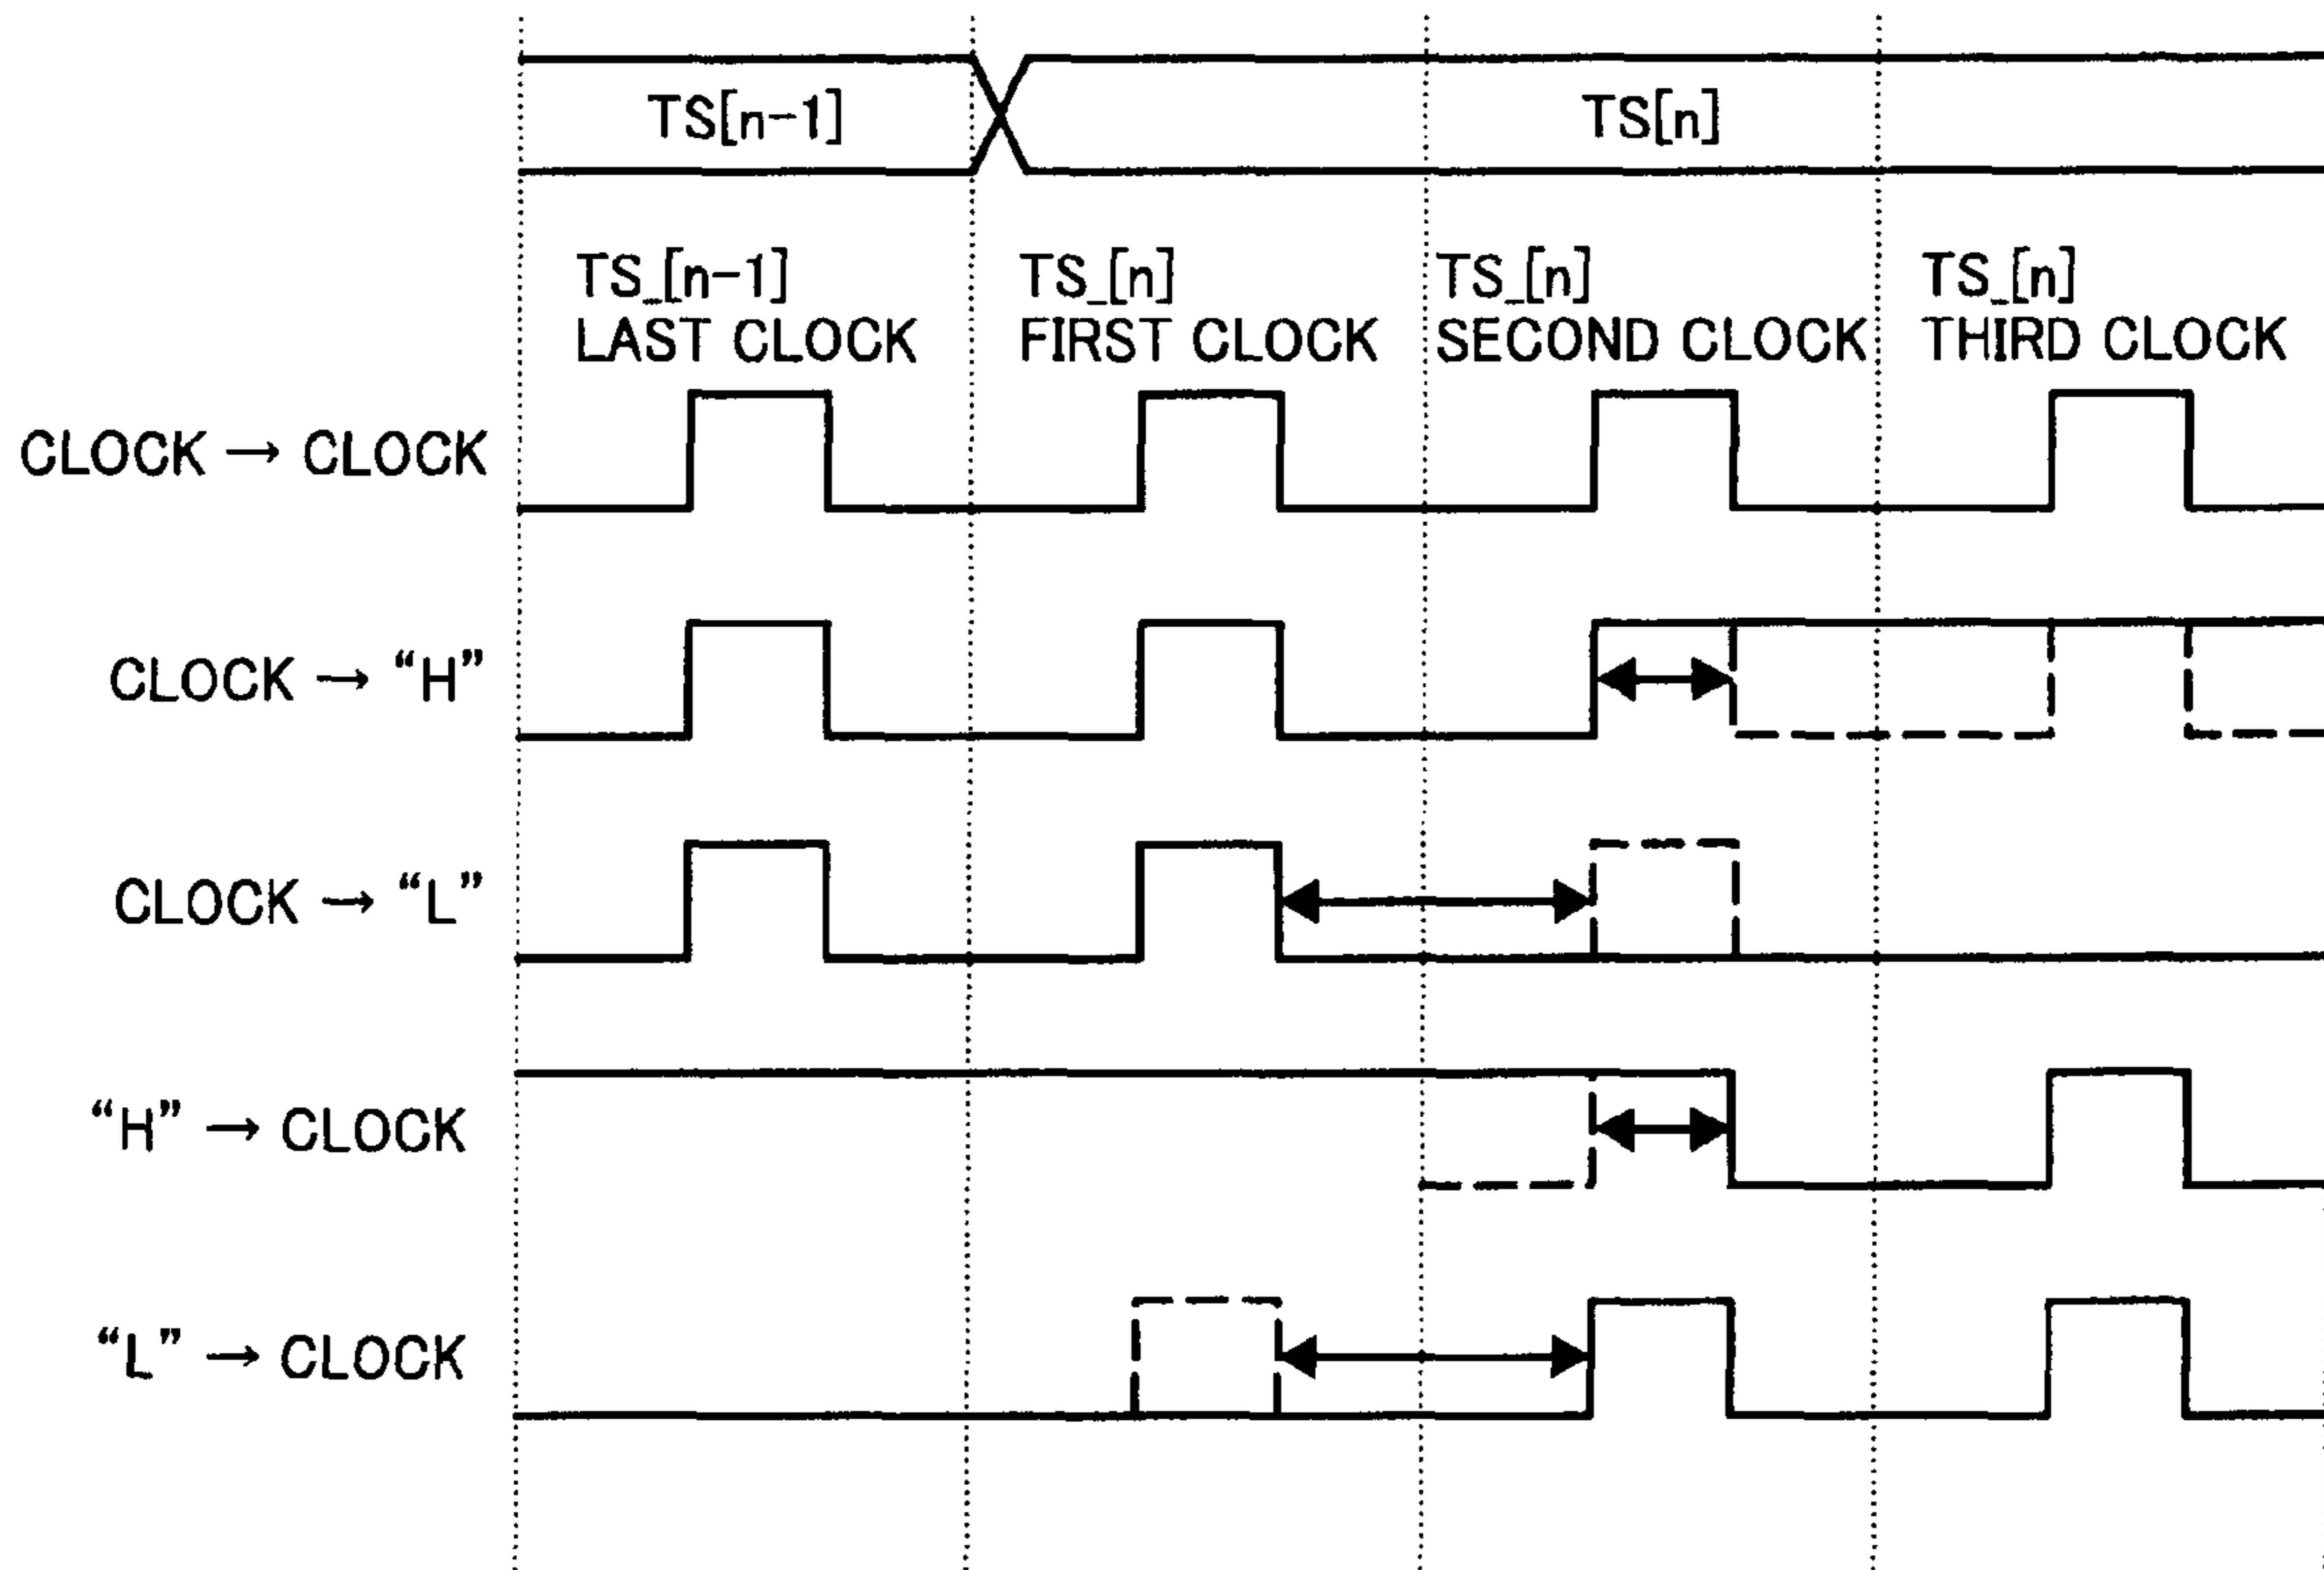 TS[n-1]
TS[n]
TS_[n-1]
LAST CLOCK
TS_[n]
FIRST CLOCK
TS_[n]
SECOND CLOCK
TS_[n]
THIRD CLOCK
CLOCK → CLOCK
CLOCK → “H”
CLOCK → “L”
“H” → CLOCK
“L” → CLOCK